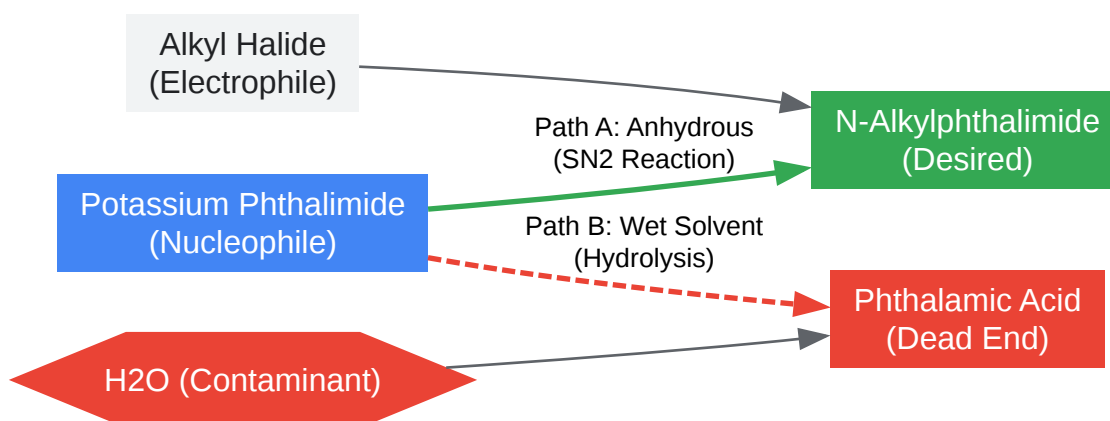 Alkyl Halide
(Electrophile)
N-Alkylphthalimide
(Desired)
Path A: Anhydrous
(SN2 Reaction)
Potassium Phthalimide
(Nucleophile)
Path B: Wet Solvent
(Hydrolysis)
Phthalamic Acid
(Dead End)
H2O (Contaminant)